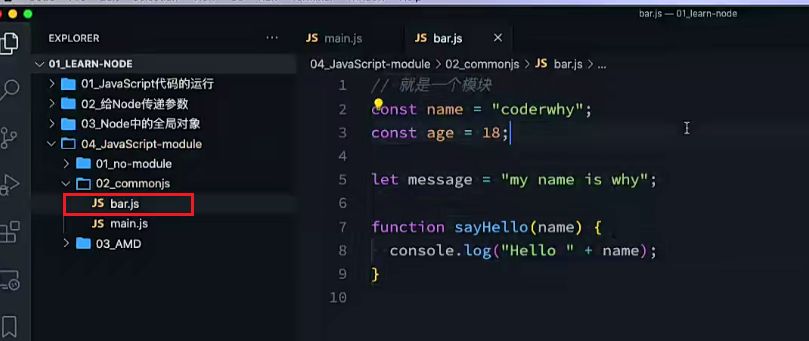 bar.js — 01_learn-node
EXPLORER
···
01_LEARN-NODE
01_JavaScript代码的运行
02_给Node传递参数
03_Node中的全局对象
04_JavaScript-module
01_no-module
02_commonjs
JS bar.js
JS main.js
03_AMD
JS main.js
JS bar.js
04_JavaScript-module > 02_commonjs > JS bar.js > ...
1 // 就是一个模块
2 const name = "coderwhy";
3 const age = 18;
4
5 let message = "my name is why";
6
7 function sayHello(name) {
8 console.log("Hello " + name);
9 }
10